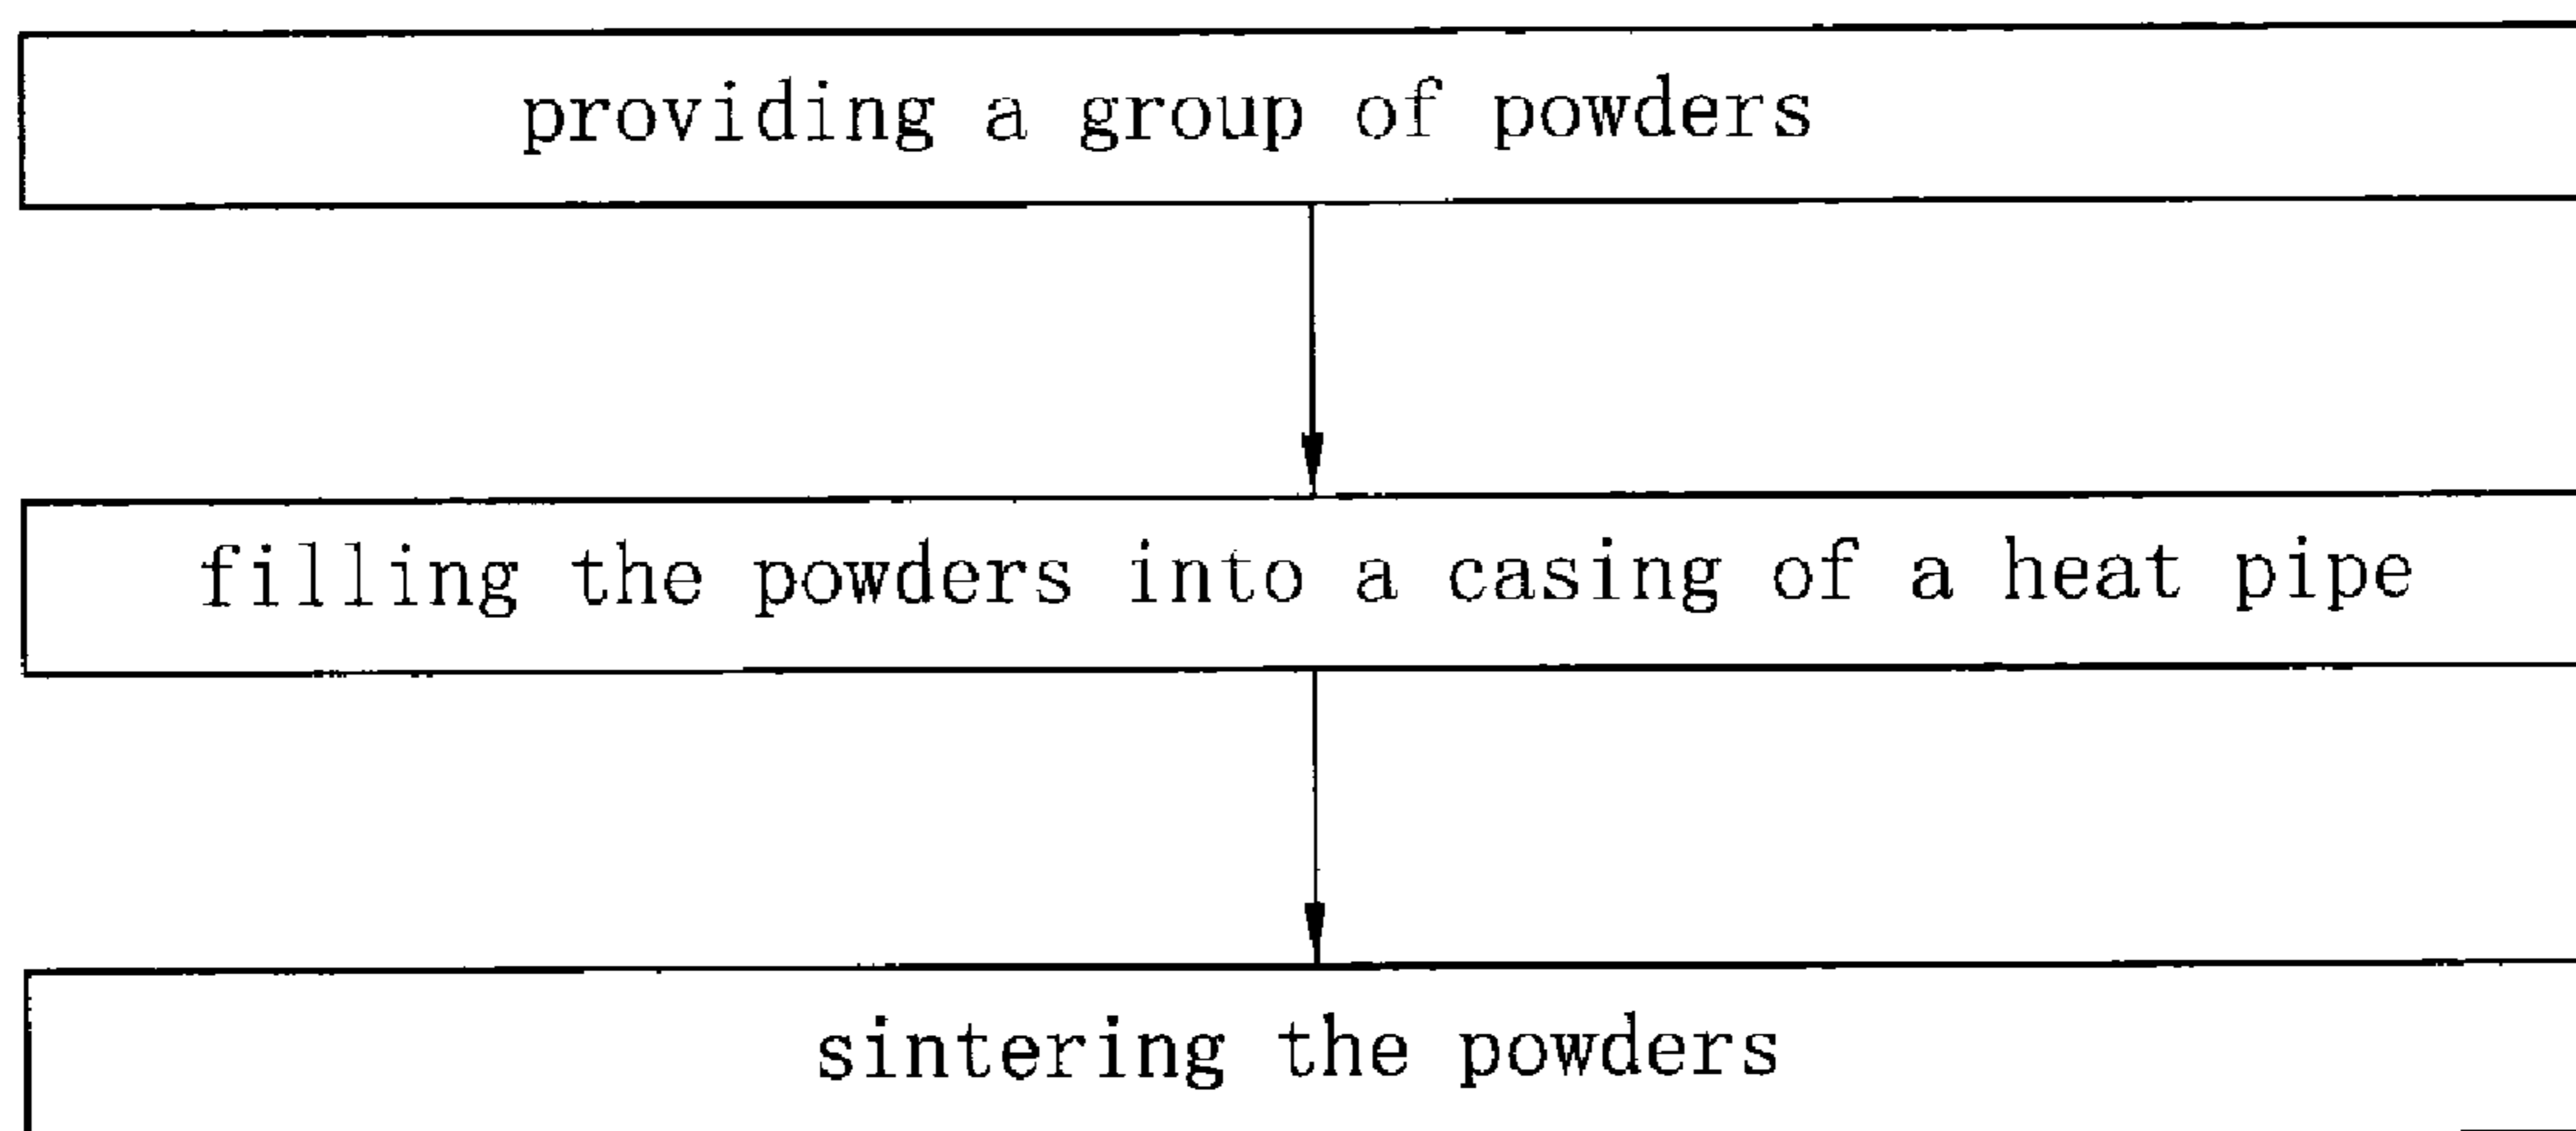 providing a group of powders
filling the powders into a casing of a heat pipe
sintering the powders